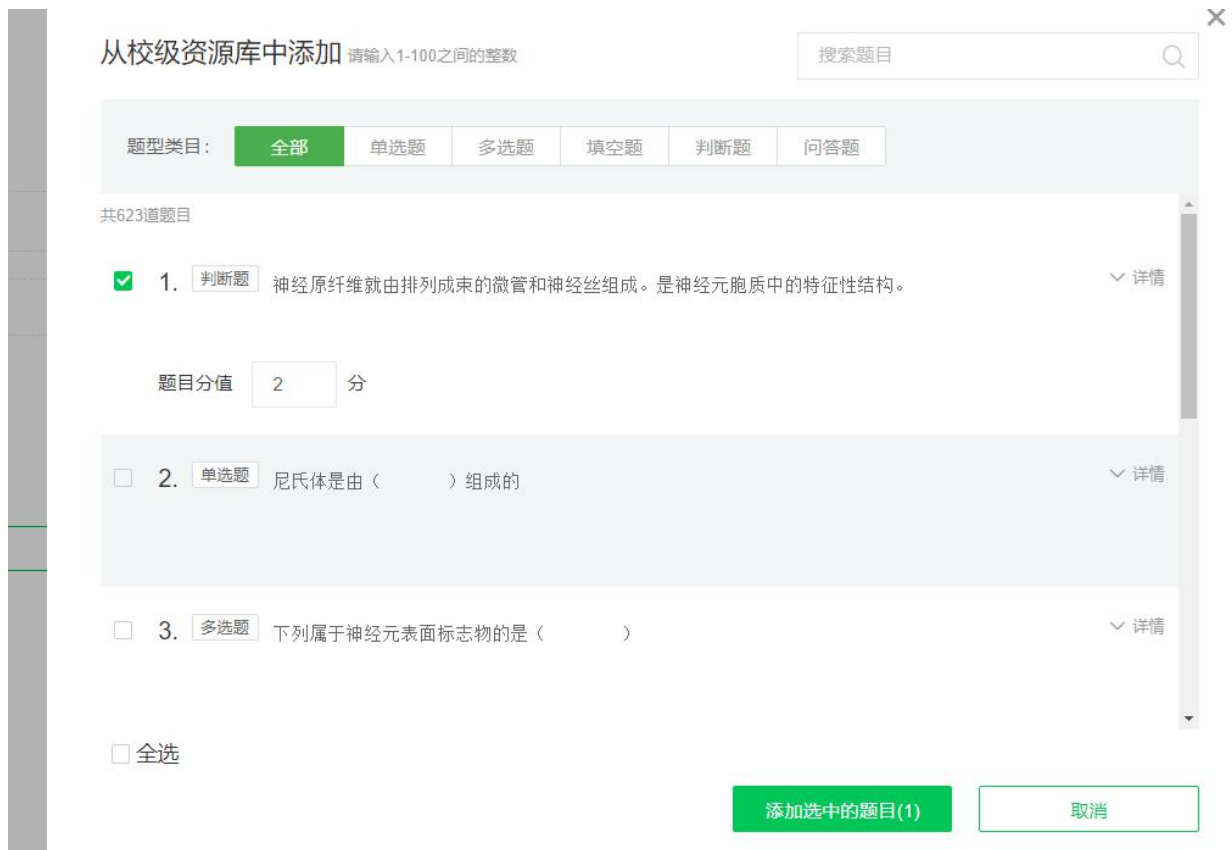 从校级资源库中添加 请输入1-100之间的整数
搜索题目
题型类目： 全部 单选题 多选题 填空题 判断题 问答题
共623道题目
1. 判断题 神经原纤维就由排列成束的微管和神经丝组成。是神经元胞质中的特征性结构。 详情
题目分值 2 分
2. 单选题 尼氏体是由（ ）组成的 详情
3. 多选题 下列属于神经元表面标志物的是（ ） 详情
全选
添加选中的题目(1) 取消